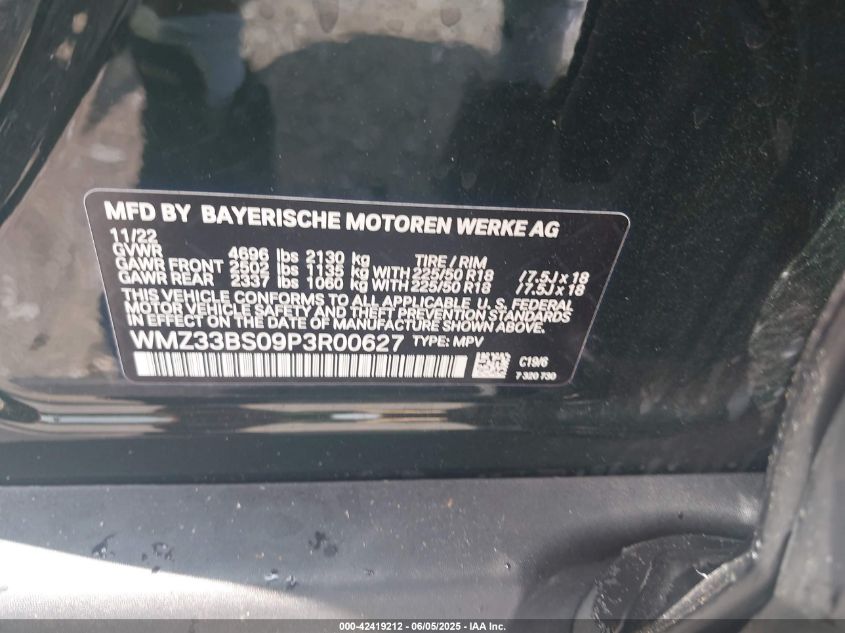 MFD BY BAYERISCHE MOTOREN WERKE AG
11/22
GVWR 4696 lbs 2130 kg TIRE / RIM
GAWR FRONT 2502 lbs 1135 kg WITH 225/50 R18 /7.5J x 18
GAWR REAR 2337 lbs 1060 kg WITH 225/50 R18 /7.5J x 18
THIS VEHICLE CONFORMS TO ALL APPLICABLE U.S. FEDERAL
MOTOR VEHICLE SAFETY AND THEFT PREVENTION STANDARDS
IN EFFECT ON THE DATE OF MANUFACTURE SHOWN ABOVE.
WMZ33BS09P3R00627 TYPE: MPV
C19/6
7 320 730
000-42419212 - 06/05/2025 - IAA Inc.